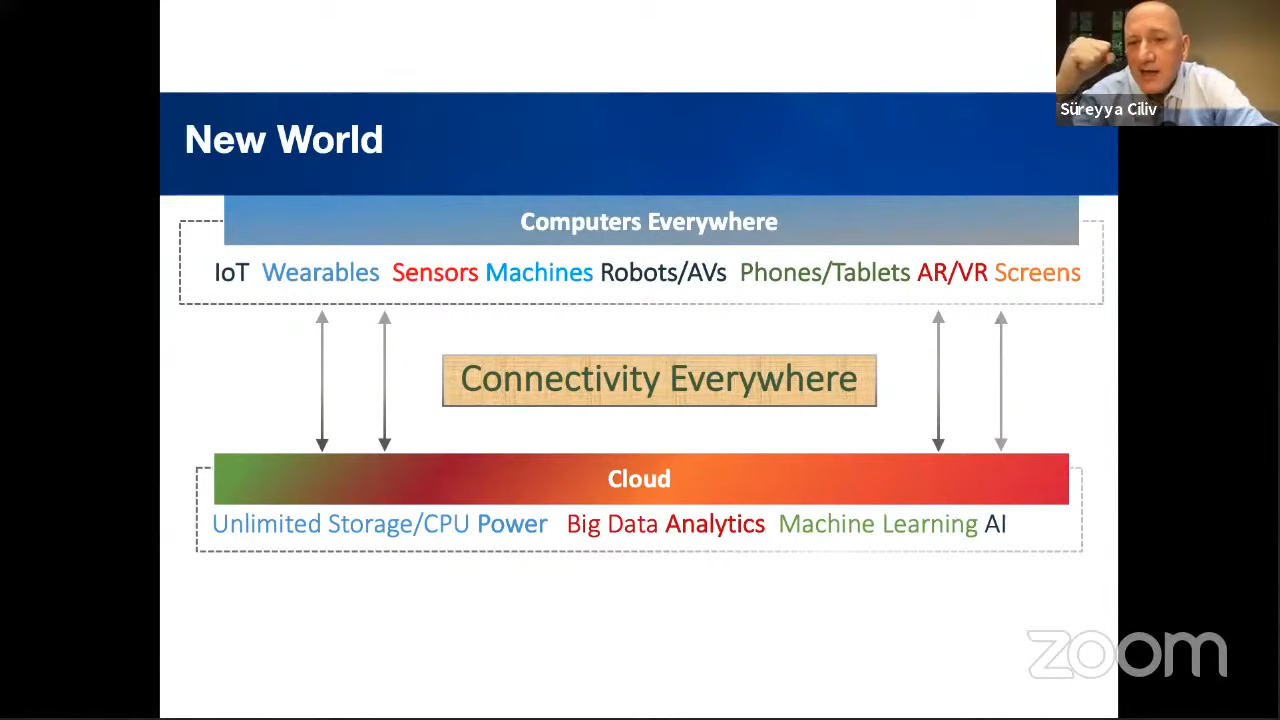 Süreyya Ciliv
New World
Computers Everywhere
IoT Wearables Sensors Machines Robots/AVs Phones/Tablets AR/VR Screens
Connectivity Everywhere
Cloud
Unlimited Storage/CPU Power Big Data Analytics Machine Learning AI
zoom